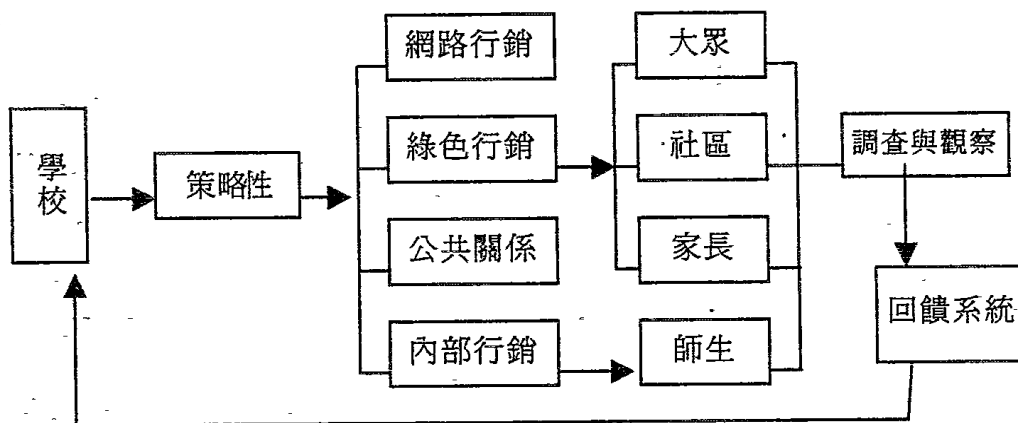 學校
策略性
網路行銷
綠色行銷
公共關係
內部行銷
大眾
社區
家長
師生
調查與觀察
回饋系統